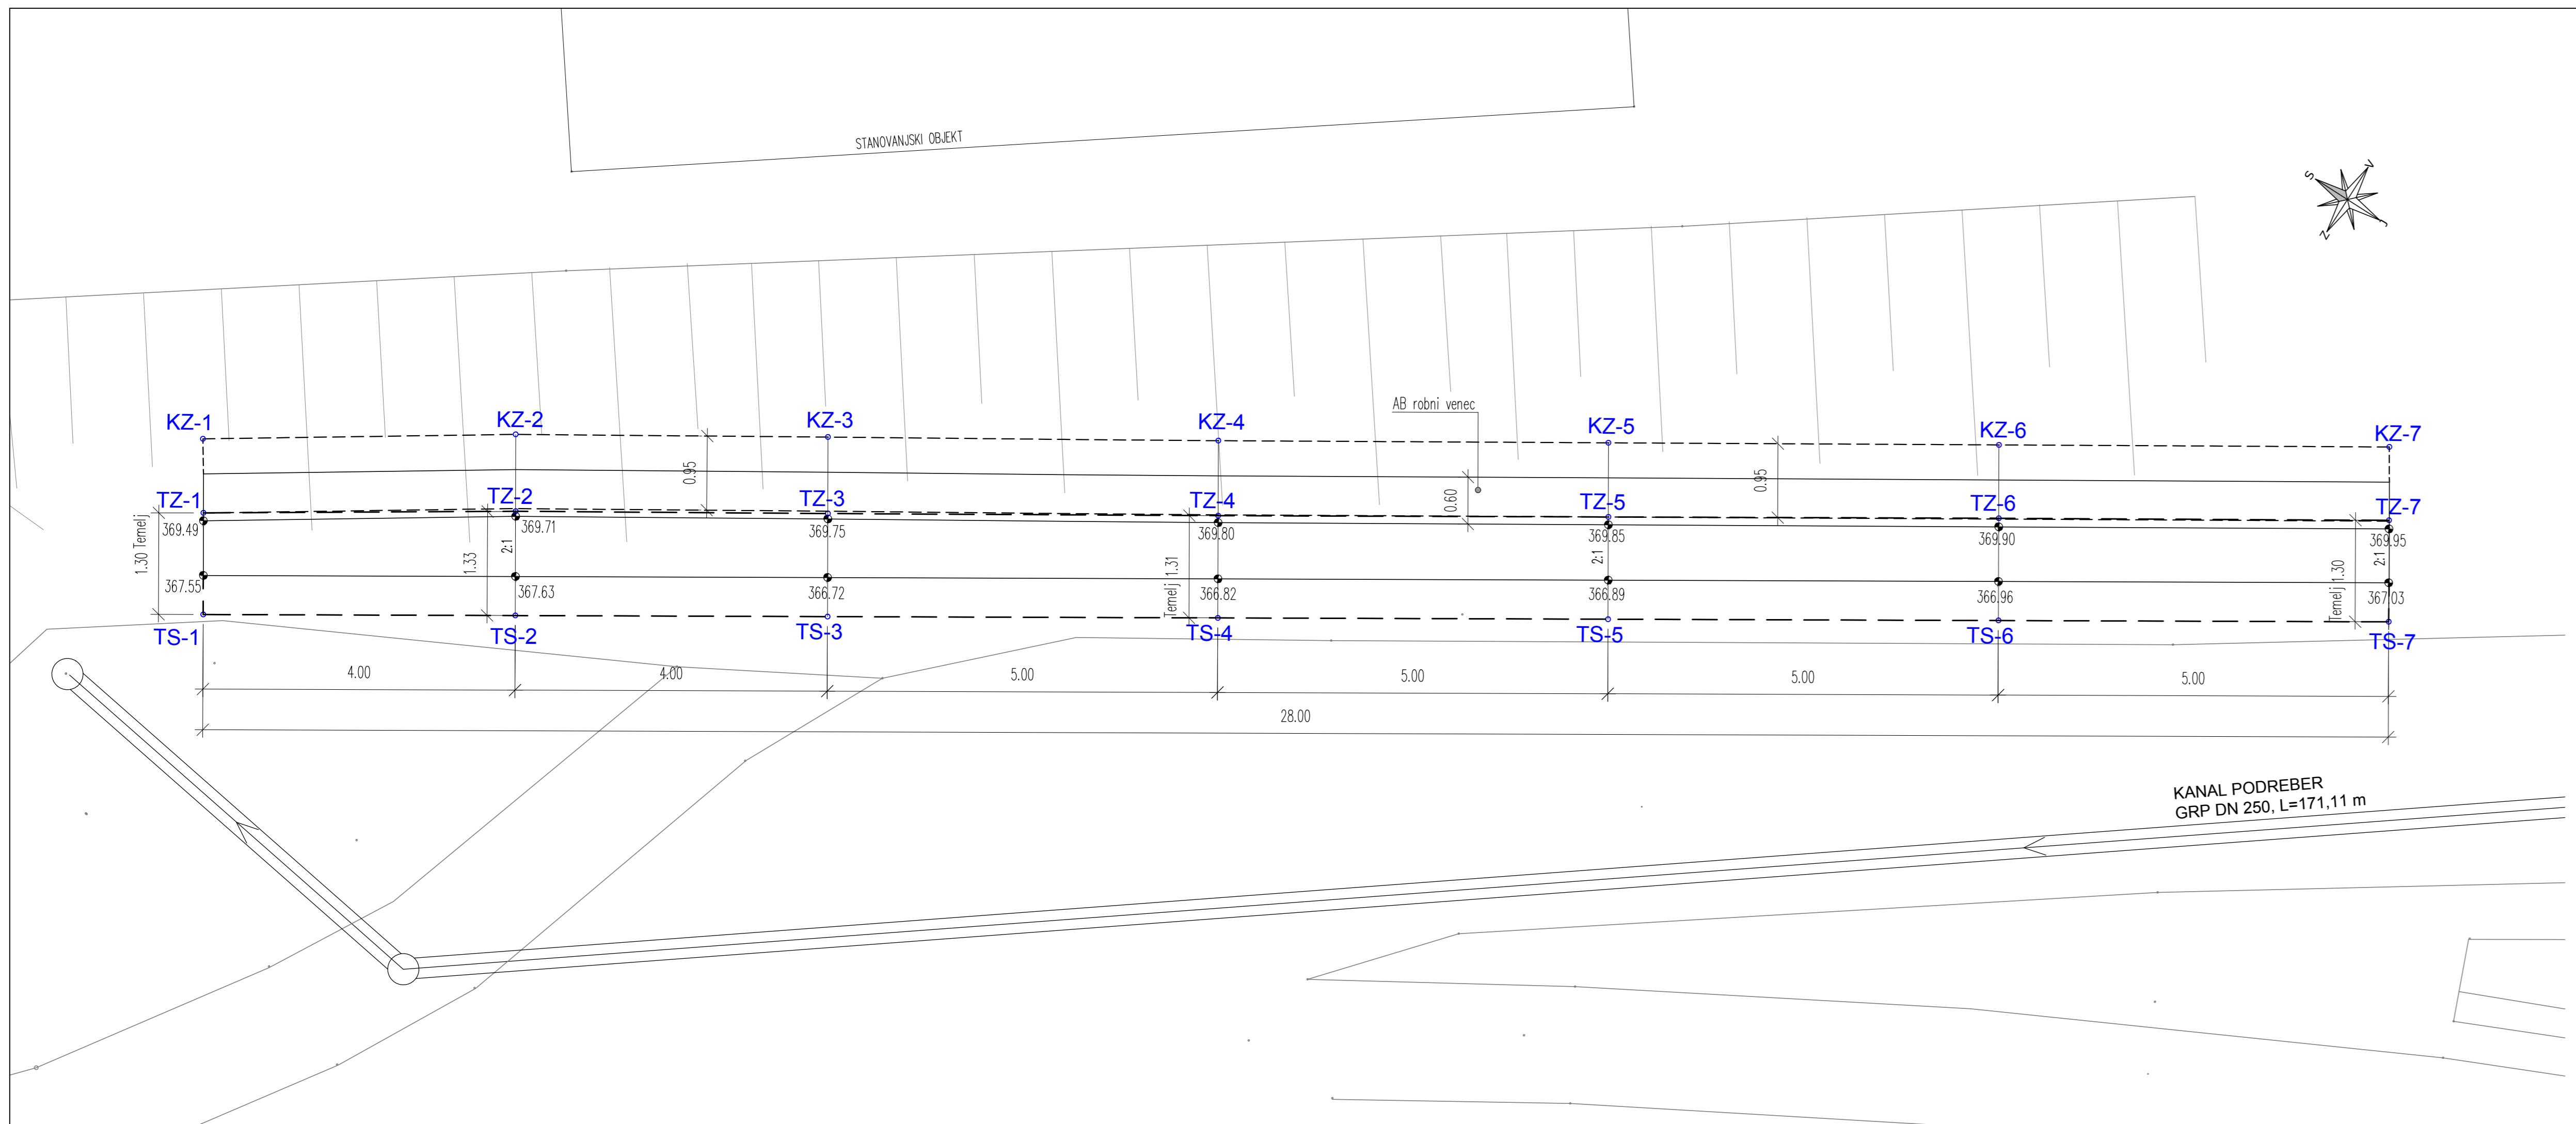 STANOVANJSKI OBJEKT
S
V
Z
J
AB robni venec
KZ-1
KZ-2
KZ-3
KZ-4
KZ-5
KZ-6
KZ-7
0.95
0.60
0.95
TZ-1
TZ-2
TZ-3
TZ-4
TZ-5
TZ-6
TZ-7
369.49
369.71
369.75
369.80
369.85
369.90
369.95
1.30 Temelj
1.33
2:1
Temelj 1.31
2:1
Temelj 1.30
2:1
367.55
367.63
366.72
366.82
366.89
366.96
367.03
TS-1
TS-2
TS-3
TS-4
TS-5
TS-6
TS-7
4.00
4.00
5.00
5.00
5.00
5.00
28.00
KANAL PODREBER
GRP DN 250, L=171,11 m